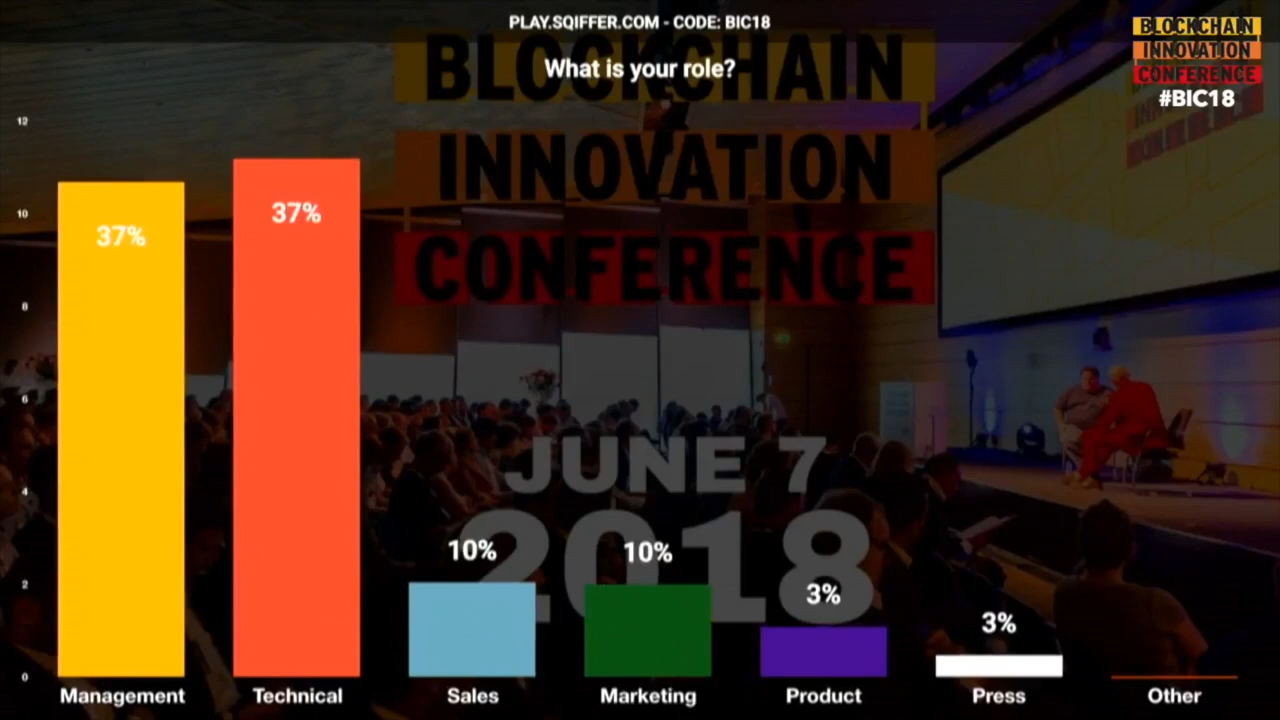 PLAY.SQIFFER.COM - CODE: BIC18
What is your role?
BLOCKCHAIN
INNOVATION
CONFERENCE
#BIC18
BLOCKCHAIN
INNOVATION
CONFERENCE
JUNE 7
2018
12
10
8
6
4
2
0
37%
37%
10%
10%
3%
3%
Management
Technical
Sales
Marketing
Product
Press
Other